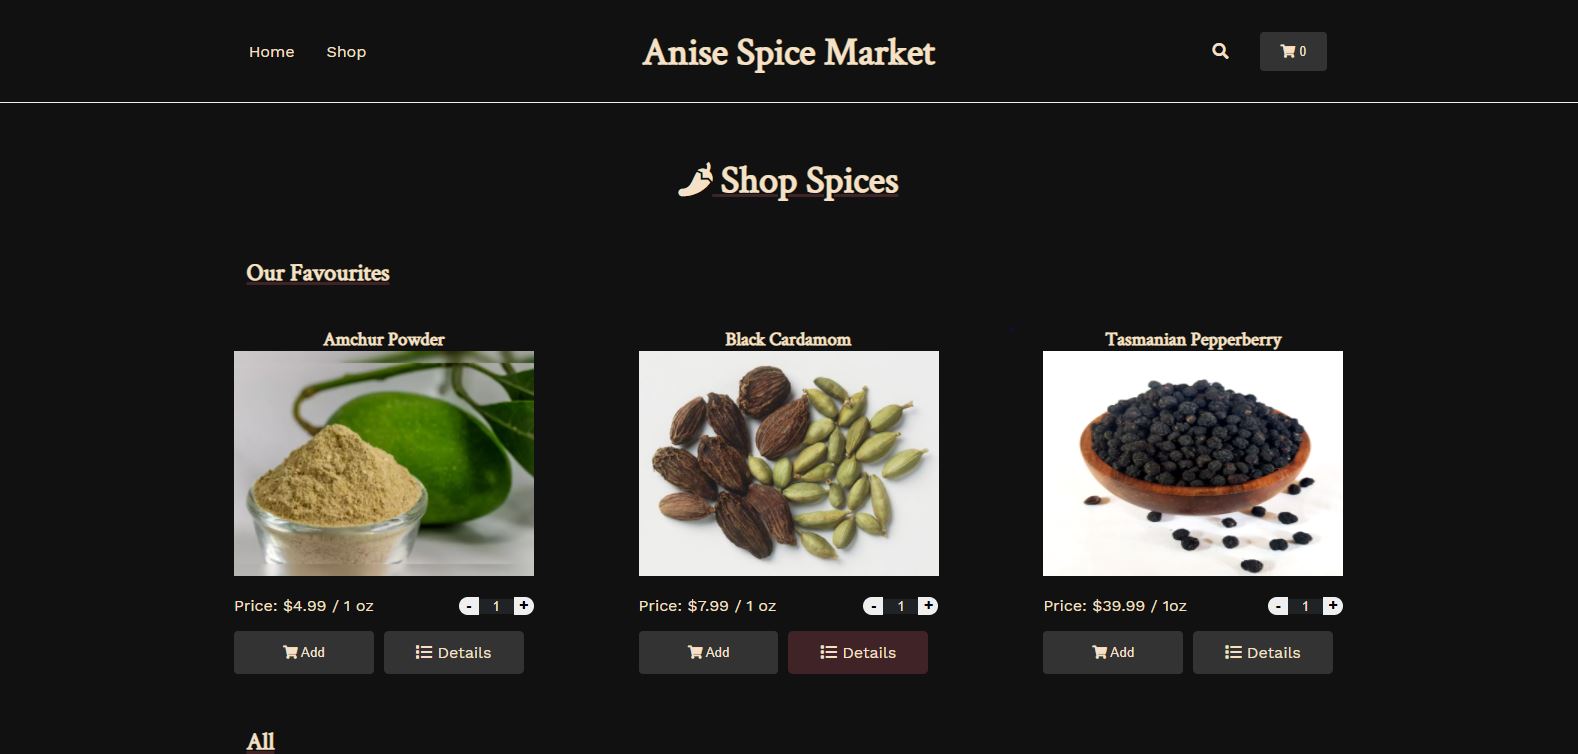 Home
Shop
Anise Spice Market
0
Shop Spices
Our Favourites
Amchur Powder
Price: $4.99 / 1 oz
- 1 +
Add
Details
Black Cardamom
Price: $7.99 / 1 oz
- 1 +
Add
Details
Tasmanian Pepperberry
Price: $39.99 / 1oz
- 1 +
Add
Details
All